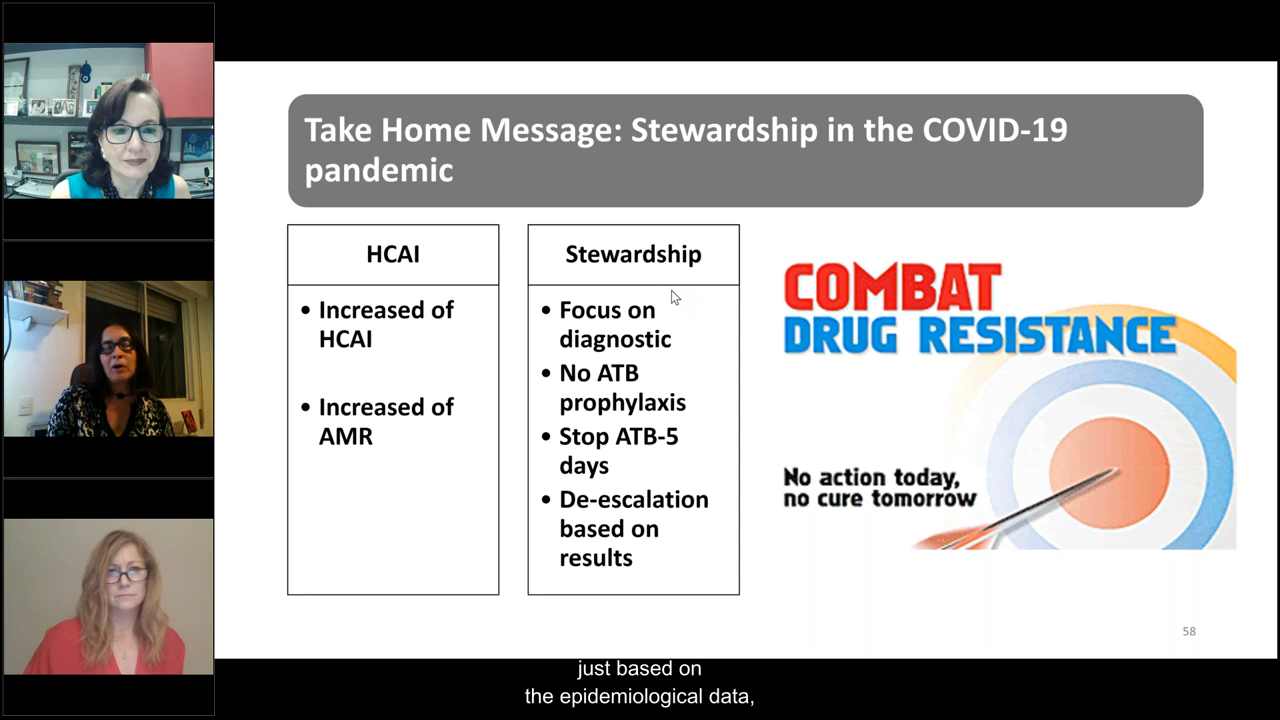 Take Home Message: Stewardship in the COVID-19
pandemic
HCAI
• Increased of
HCAI
• Increased of
AMR
Stewardship
• Focus on
diagnostic
• No ATB
prophylaxis
• Stop ATB-5
days
• De-escalation
based on
results
COMBAT
DRUG RESISTANCE
No action today,
no cure tomorrow
58
just based on
the epidemiological data,